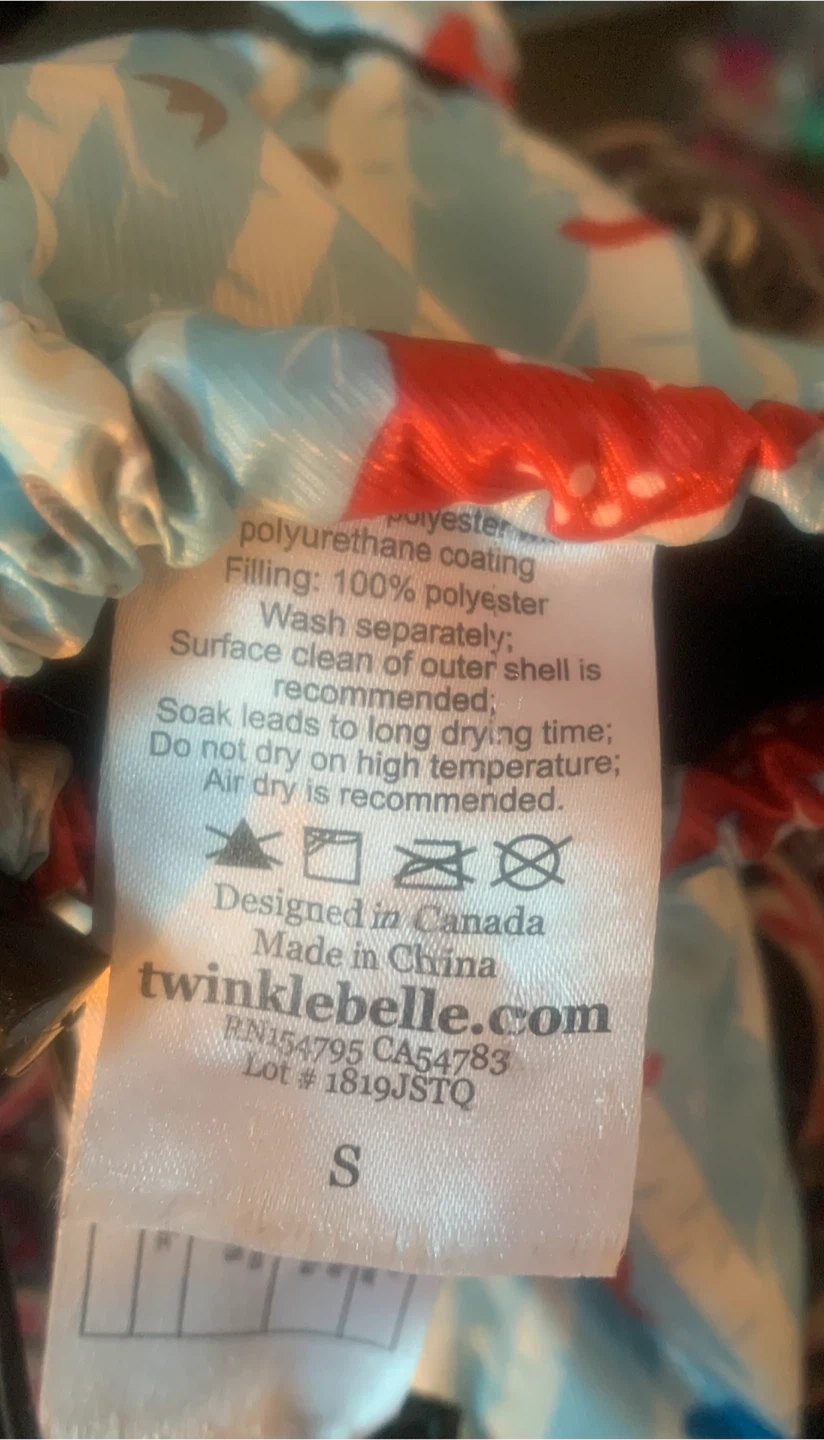 polyester
polyurethane coating
Filling: 100% polyester
Wash separately;
Surface clean of outer shell is
recommended;
Soak leads to long drying time;
Do not dry on high temperature;
Air dry is recommended.
Designed in Canada
Made in China
twinklebelle.com
RN154795 CA54783
Lot # 1819JSTQ
S